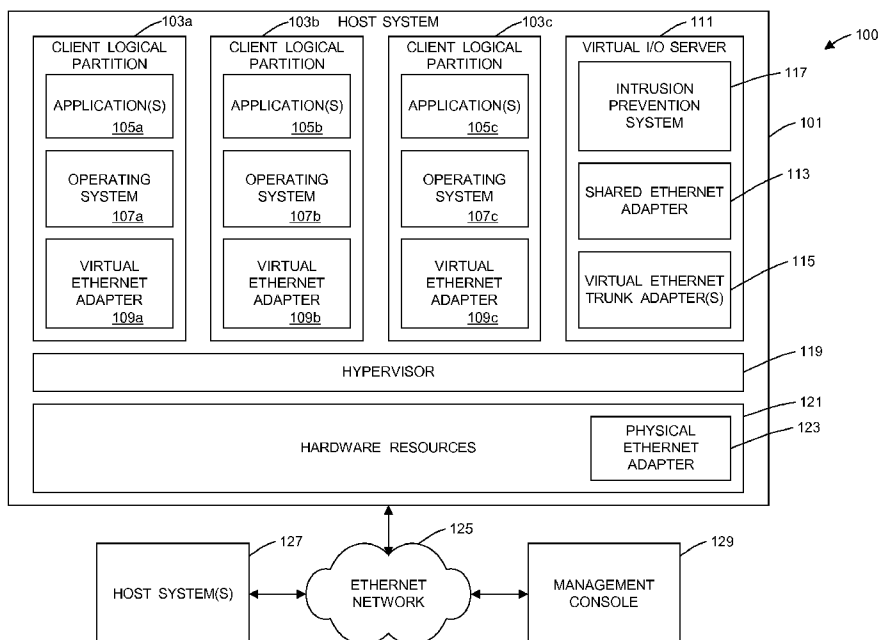 103a
HOST SYSTEM
103b
103c
111
100
CLIENT LOGICAL
PARTITION
APPLICATION(S)
105a
OPERATING
SYSTEM
107a
VIRTUAL
ETHERNET
ADAPTER
109a
CLIENT LOGICAL
PARTITION
APPLICATION(S)
105b
OPERATING
SYSTEM
107b
VIRTUAL
ETHERNET
ADAPTER
109b
CLIENT LOGICAL
PARTITION
APPLICATION(S)
105c
OPERATING
SYSTEM
107c
VIRTUAL
ETHERNET
ADAPTER
109c
VIRTUAL I/O SERVER
INTRUSION
PREVENTION
SYSTEM
117
101
SHARED ETHERNET
ADAPTER
113
VIRTUAL ETHERNET
TRUNK ADAPTER(S)
115
HYPERVISOR
119
HARDWARE RESOURCES
121
PHYSICAL
ETHERNET
ADAPTER
123
127
HOST SYSTEM(S)
125
ETHERNET
NETWORK
129
MANAGEMENT
CONSOLE